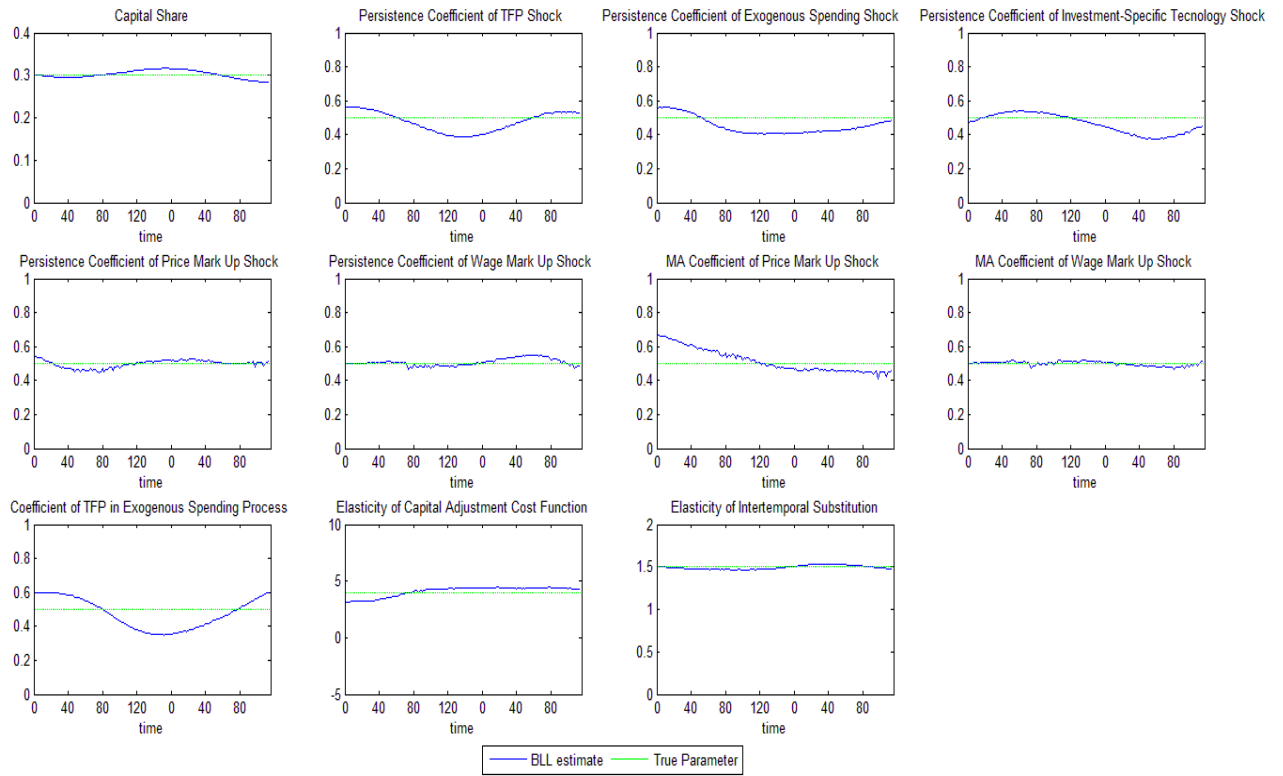 Capital Share
Persistence Coefficient of TFP Shock
Persistence Coefficient of Exogenous Spending Shock
Persistence Coefficient of Investment-Specific Tecnology Shock
0.4
0.3
0.2
0.1
0
0 40 80 120 0 40 80
time
1
0.8
0.6
0.4
0.2
0
0 40 80 120 0 40 80
time
1
0.8
0.6
0.4
0.2
0
0 40 80 120 0 40 80
time
1
0.8
0.6
0.4
0.2
0
0 40 80 120 0 40 80
time
Persistence Coefficient of Price Mark Up Shock
Persistence Coefficient of Wage Mark Up Shock
MA Coefficient of Price Mark Up Shock
MA Coefficient of Wage Mark Up Shock
1
0.8
0.6
0.4
0.2
0
0 40 80 120 0 40 80
time
1
0.8
0.6
0.4
0.2
0
0 40 80 120 0 40 80
time
1
0.8
0.6
0.4
0.2
0
0 40 80 120 0 40 80
time
1
0.8
0.6
0.4
0.2
0
0 40 80 120 0 40 80
time
Coefficient of TFP in Exogenous Spending Process
Elasticity of Capital Adjustment Cost Function
Elasticity of Intertemporal Substitution
1
0.8
0.6
0.4
0.2
0
0 40 80 120 0 40 80
time
10
5
0
-5
0 40 80 120 0 40 80
time
2
1.5
1
0.5
0
0 40 80 120 0 40 80
time
BLL estimate
True Parameter